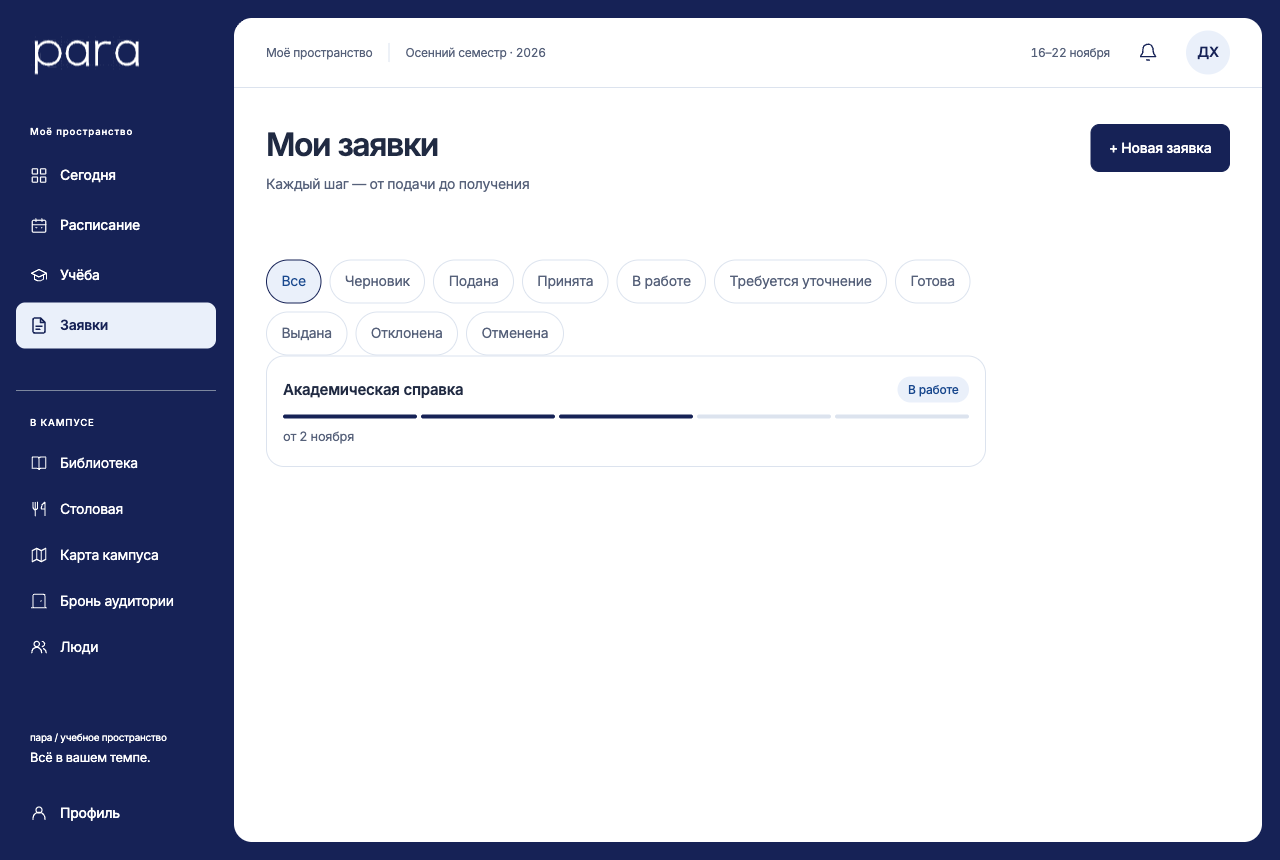 para
Моё пространство
Сегодня
Расписание
Учёба
Заявки
В КАМПУСЕ
Библиотека
Столовая
Карта кампуса
Бронь аудитории
Люди
пара / учебное пространство
Всё в вашем темпе.
Профиль
Моё пространство
Осенний семестр · 2026
16–22 ноября
ДХ
Мои заявки
+ Новая заявка
Каждый шаг — от подачи до получения
Все
Черновик
Подана
Принята
В работе
Требуется уточнение
Готова
Выдана
Отклонена
Отменена
Академическая справка
В работе
от 2 ноября